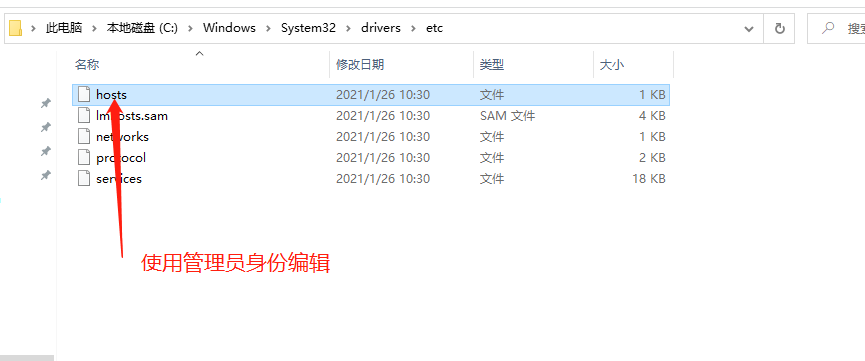 此电脑 > 本地磁盘 (C:) > Windows > System32 > drivers > etc
名称 修改日期 类型 大小
hosts 2021/1/26 10:30 文件 1 KB
lmhosts.sam 2021/1/26 10:30 SAM 文件 4 KB
networks 2021/1/26 10:30 文件 1 KB
protocol 2021/1/26 10:30 文件 2 KB
services 2021/1/26 10:30 文件 18 KB
使用管理员身份编辑